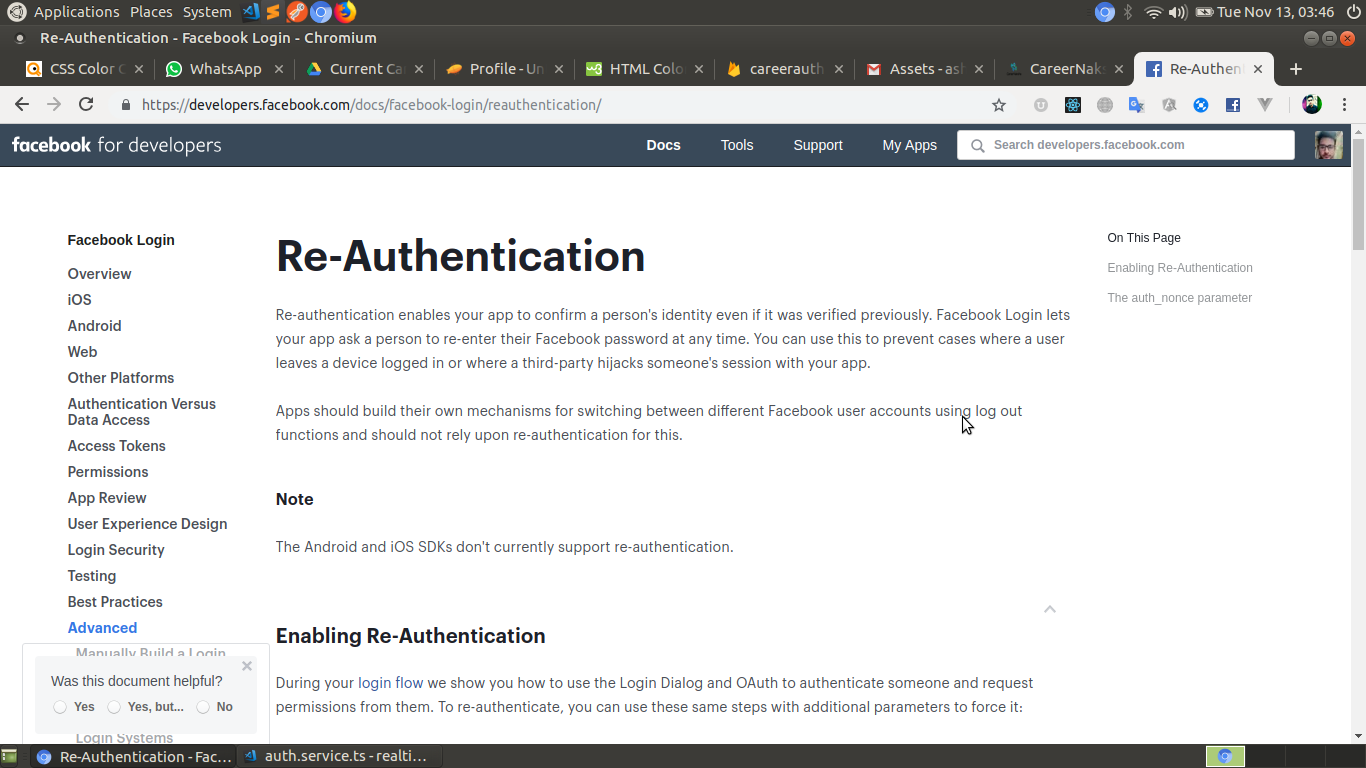 Applications Places System Tue Nov 13, 03:46
Re-Authentication - Facebook Login - Chromium
CSS Color C WhatsApp Current Ca Profile - Un HTML Colo careerauth Assets - ash CareerNaks Re-Authen
https://developers.facebook.com/docs/facebook-login/reauthentication/
facebook for developers Docs Tools Support My Apps Search developers.facebook.com
Facebook Login
Overview
iOS
Android
Web
Other Platforms
Authentication Versus
Data Access
Access Tokens
Permissions
App Review
User Experience Design
Login Security
Testing
Best Practices
Advanced
Manually Build a Login
Was this document helpful?
Yes Yes, but... No
Login Systems
Re-Authentication
Re-authentication enables your app to confirm a person's identity even if it was verified previously. Facebook Login lets
your app ask a person to re-enter their Facebook password at any time. You can use this to prevent cases where a user
leaves a device logged in or where a third-party hijacks someone's session with your app.
Apps should build their own mechanisms for switching between different Facebook user accounts using log out
functions and should not rely upon re-authentication for this.
Note
The Android and iOS SDKs don't currently support re-authentication.
Enabling Re-Authentication
During your login flow we show you how to use the Login Dialog and OAuth to authenticate someone and request
permissions from them. To re-authenticate, you can use these same steps with additional parameters to force it:
On This Page
Enabling Re-Authentication
The auth_nonce parameter
Re-Authentication - Fac... auth.service.ts - realti...